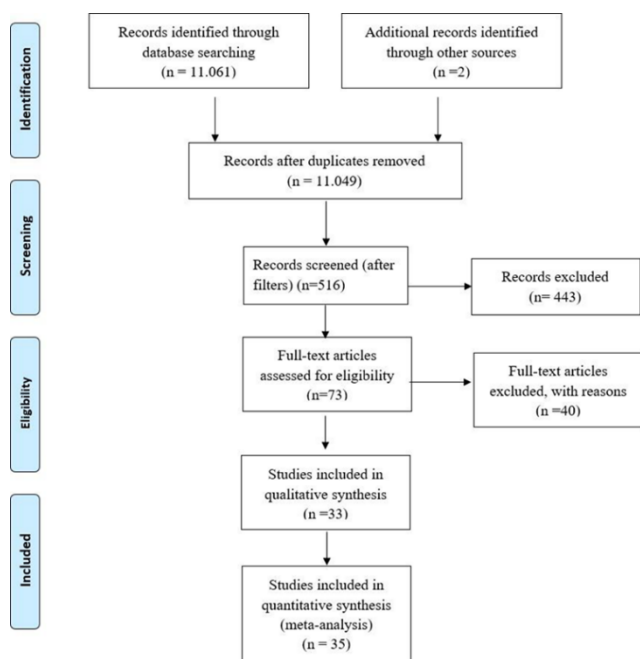 Identification
Records identified through
database searching
(n = 11.061)
Additional records identified
through other sources
(n =2)
Records after duplicates removed
(n = 11.049)
Screening
Records screened (after
filters) (n=516)
Records excluded
(n= 443)
Eligibility
Full-text articles
assessed for eligibility
(n=73)
Full-text articles
excluded, with reasons
(n =40)
Studies included in
qualitative synthesis
(n =33)
Included
Studies included in
quantitative synthesis
(meta-analysis)
(n = 35)